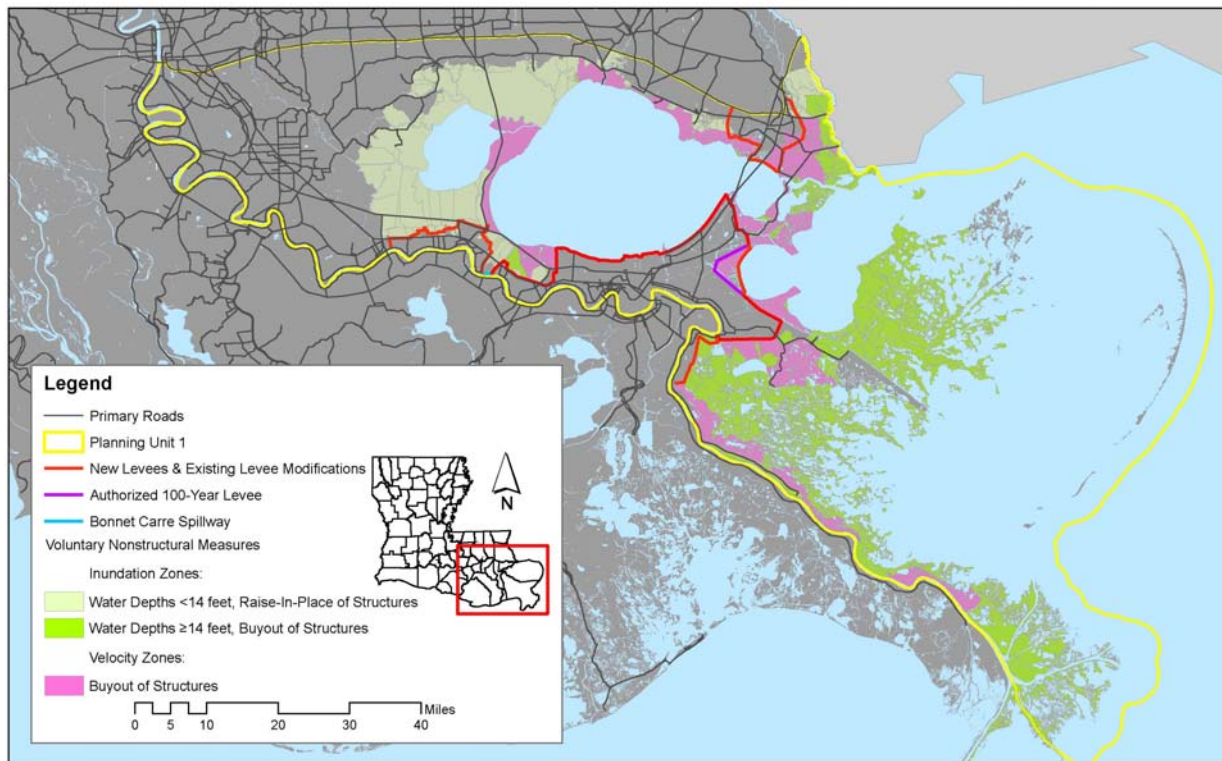 Legend
Primary Roads
Planning Unit 1
New Levees & Existing Levee Modifications
Authorized 100-Year Levee
Bonnet Carre Spillway
Voluntary Nonstructural Measures
Inundation Zones:
Water Depths <14 feet, Raise-In-Place of Structures
Water Depths ≥14 feet, Buyout of Structures
Velocity Zones:
Buyout of Structures
N
Miles
0 5 10 20 30 40